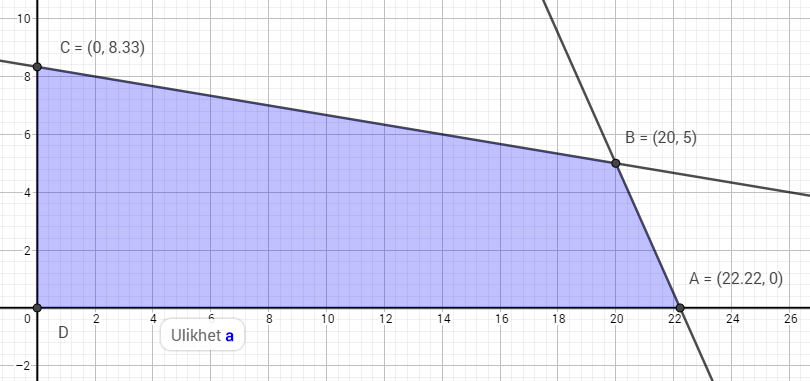 10
C = (0, 8.33)
8
6
B = (20, 5)
4
2
A = (22.22, 0)
0 2 4 6 8 10 12 14 16 18 20 22 24 26
D
Ulikhet a
−2